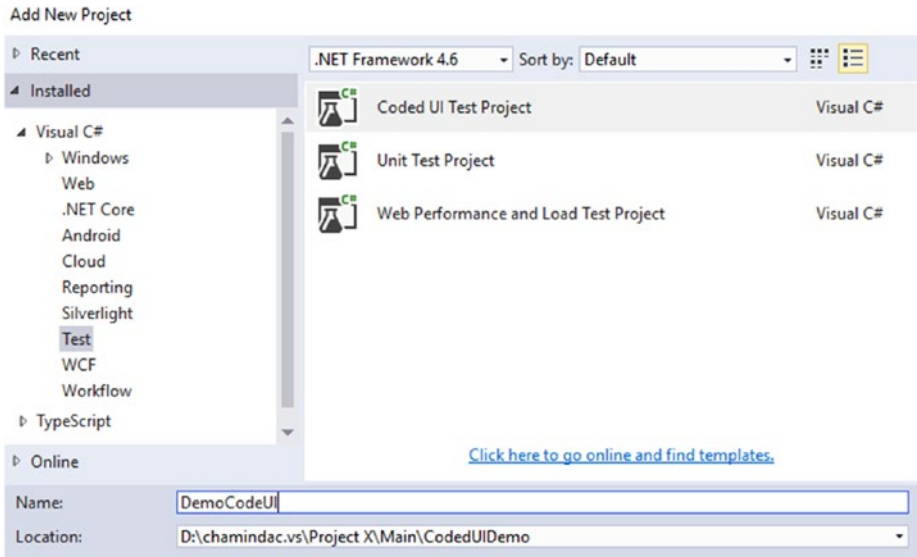 Add New Project
Recent
.NET Framework 4.6 Sort by: Default
Installed
Visual C#
Windows
Web
.NET Core
Android
Cloud
Reporting
Silverlight
Test
WCF
Workflow
TypeScript
Online
C# Coded UI Test Project Visual C#
C# Unit Test Project Visual C#
C# Web Performance and Load Test Project Visual C#
Click here to go online and find templates.
Name: DemoCodeUI
Location: D:\chamindac.vs\Project X\Main\CodedUIDemo